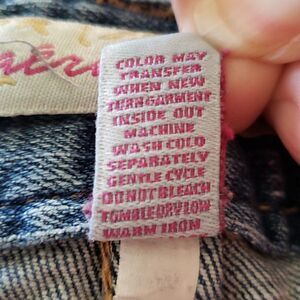 COLOR MAY
TRANSFER
WHEN NEW
TURN GARMENT
INSIDE OUT
MACHINE
WASH COLD
SEPARATELY
GENTLE CYCLE
DO NOT BLEACH
TUMBLE DRY LOW
WARM IRON